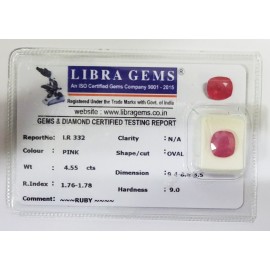 LIBRA GEMS
An ISO Certified Gems Company 9001 - 2015
Registered Under the Trade Marks with Govt. of India
website : www.libragems.co.in
GEMS & DIAMOND CERTIFIED TESTING REPORT
ReportNo: LR 332 Clarity : N/A
Colour : PINK Shape/cut : OVAL
Wt : 4.55 cts Dimension :
R.Index : 1.76-1.78 Hardness : 9.0
Comment : ~~~RUBY ~~~~